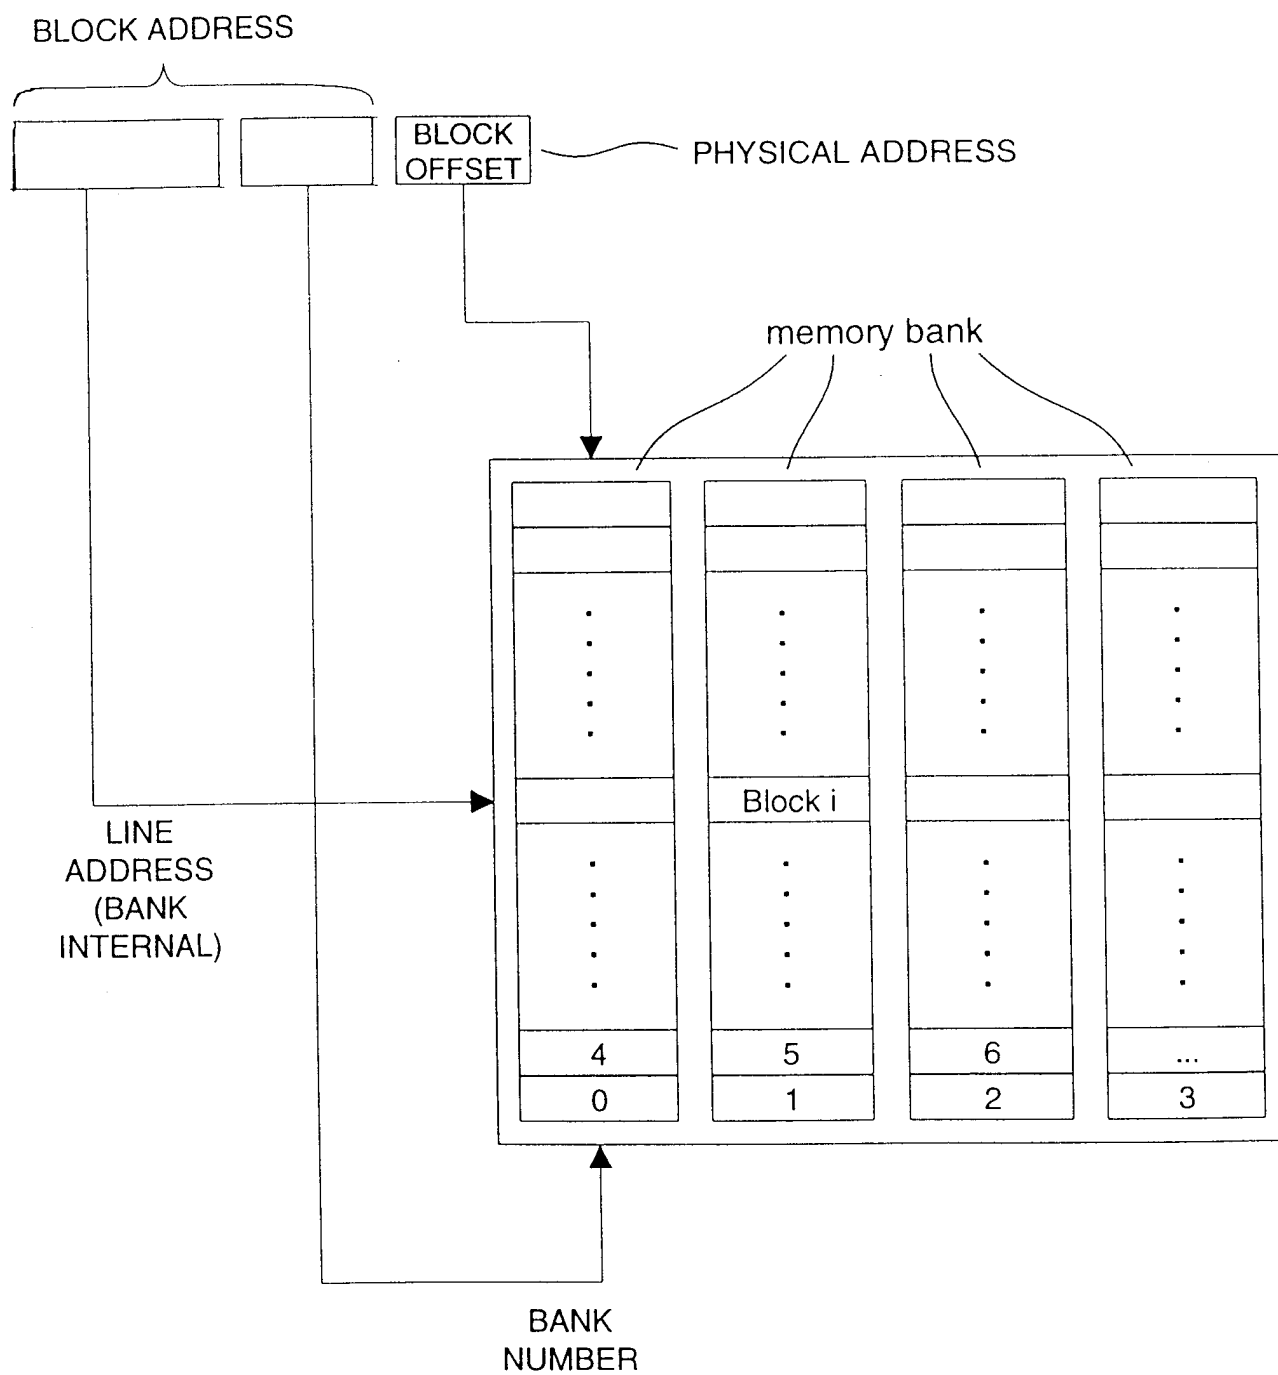 BLOCK ADDRESS
BLOCK
OFFSET
PHYSICAL ADDRESS
memory bank
Block i
LINE
ADDRESS
(BANK
INTERNAL)
4 5 6 ...
0 1 2 3
BANK
NUMBER